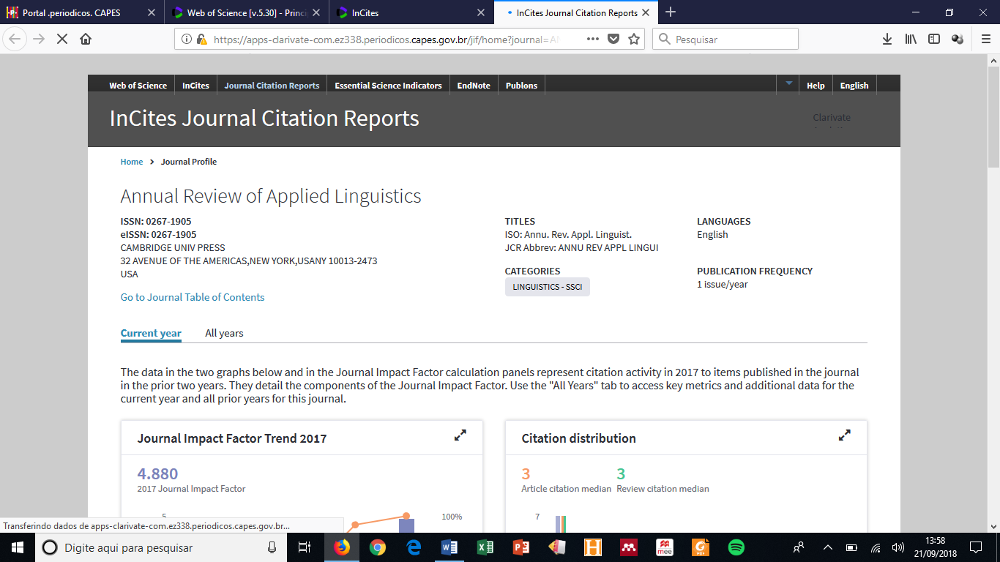 Portal .periodicos. CAPES
Web of Science [v.5.30] - Princi
InCites
InCites Journal Citation Reports
https://apps-clarivate-com.ez338.periodicos.capes.gov.br/jif/home?journal=AN
Pesquisar
Web of Science
InCites
Journal Citation Reports
Essential Science Indicators
EndNote
Publons
Help
English
InCites Journal Citation Reports
Clarivate
Home > Journal Profile
Annual Review of Applied Linguistics
ISSN: 0267-1905
eISSN: 0267-1905
CAMBRIDGE UNIV PRESS
32 AVENUE OF THE AMERICAS,NEW YORK,USANY 10013-2473
USA
Go to Journal Table of Contents
TITLES
ISO: Annu. Rev. Appl. Linguist.
JCR Abbrev: ANNU REV APPL LINGUI
CATEGORIES
LINGUISTICS - SSCI
LANGUAGES
English
PUBLICATION FREQUENCY
1 issue/year
Current year
All years
The data in the two graphs below and in the Journal Impact Factor calculation panels represent citation activity in 2017 to items published in the journal
in the prior two years. They detail the components of the Journal Impact Factor. Use the "All Years" tab to access key metrics and additional data for the
current year and all prior years for this journal.
Journal Impact Factor Trend 2017
4.880
2017 Journal Impact Factor
5
100%
Citation distribution
3
Article citation median
3
Review citation median
7
Transferindo dados de apps-clarivate-com.ez338.periodicos.capes.gov.br...
Digite aqui para pesquisar
mee
PDF
13:58
21/09/2018